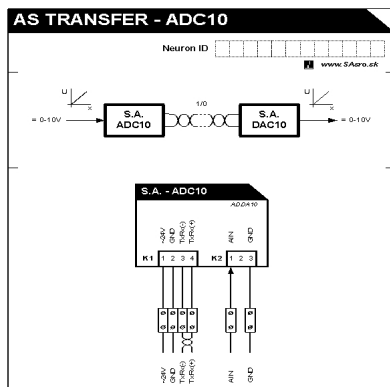 AS TRANSFER - ADC10
Neuron ID
www.SAsro.sk
U
x
= 0-10V
S.A.
ADC10
1/0
S.A.
DAC10
U
x
= 0-10V
S.A. - ADC10
ADDA10
~24V
GND
TxRx(-)
TxRx(+)
AIN
GND
K1 1 2 3 4
K2 1 2 3
~24V
GND
TxRx(-)
TxRx(+)
AIN
GND